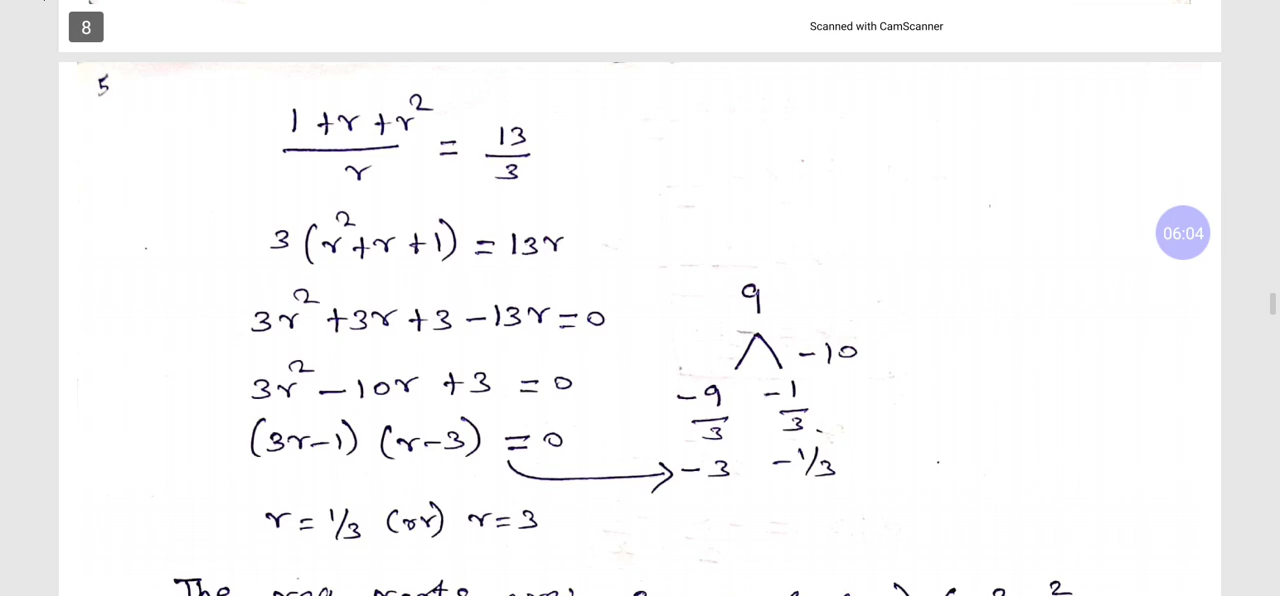 8
Scanned with CamScanner
5
(1 + r + r²)/r = 13/3
3(r² + r + 1) = 13r
3r² + 3r + 3 - 13r = 0
3r² - 10r + 3 = 0
(3r - 1) (r - 3) = 0
r = 1/3 (or) r = 3
9
-10
-9/3 -1/3
-3 -1/3
06:04
The